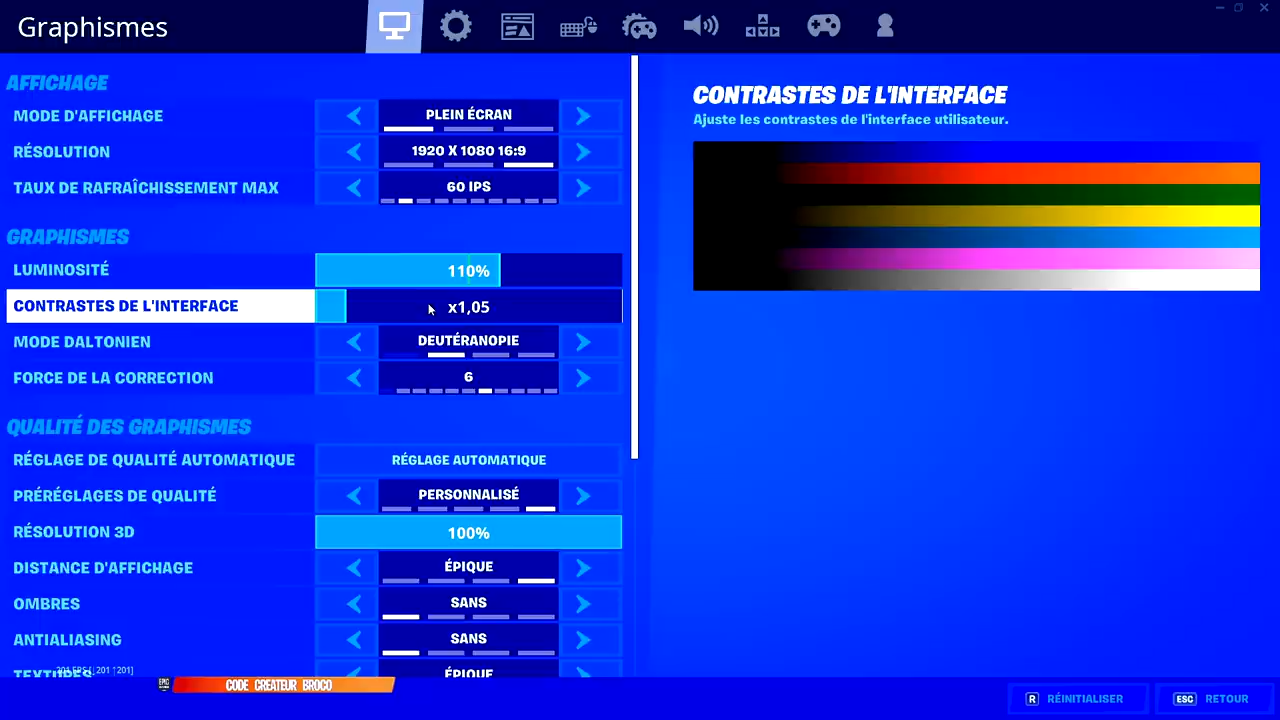 Graphismes
AFFICHAGE
MODE D'AFFICHAGE
PLEIN ÉCRAN
RÉSOLUTION
1920 X 1080 16:9
TAUX DE RAFRAÎCHISSEMENT MAX
60 IPS
GRAPHISMES
LUMINOSITÉ
110%
CONTRASTES DE L'INTERFACE
x1,05
MODE DALTONIEN
DEUTÉRANOPIE
FORCE DE LA CORRECTION
6
QUALITÉ DES GRAPHISMES
RÉGLAGE DE QUALITÉ AUTOMATIQUE
RÉGLAGE AUTOMATIQUE
PRÉRÉGLAGES DE QUALITÉ
PERSONNALISÉ
RÉSOLUTION 3D
100%
DISTANCE D'AFFICHAGE
ÉPIQUE
OMBRES
SANS
ANTIALIASING
SANS
TEXTURES
ÉPIQUE
CONTRASTES DE L'INTERFACE
Ajuste les contrastes de l'interface utilisateur.
EPIC
CODE CREATEUR BROCO
R RÉINITIALISER
ESC RETOUR